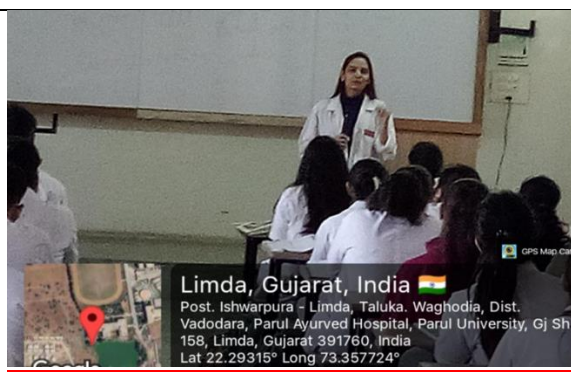 GPS Map Ca
Limda, Gujarat, India 🇮🇳
Post. Ishwarpura - Limda, Taluka. Waghodia, Dist.
Vadodara, Parul Ayurved Hospital, Parul University, Gj Sh
158, Limda, Gujarat 391760, India
Lat 22.29315° Long 73.357724°
Google